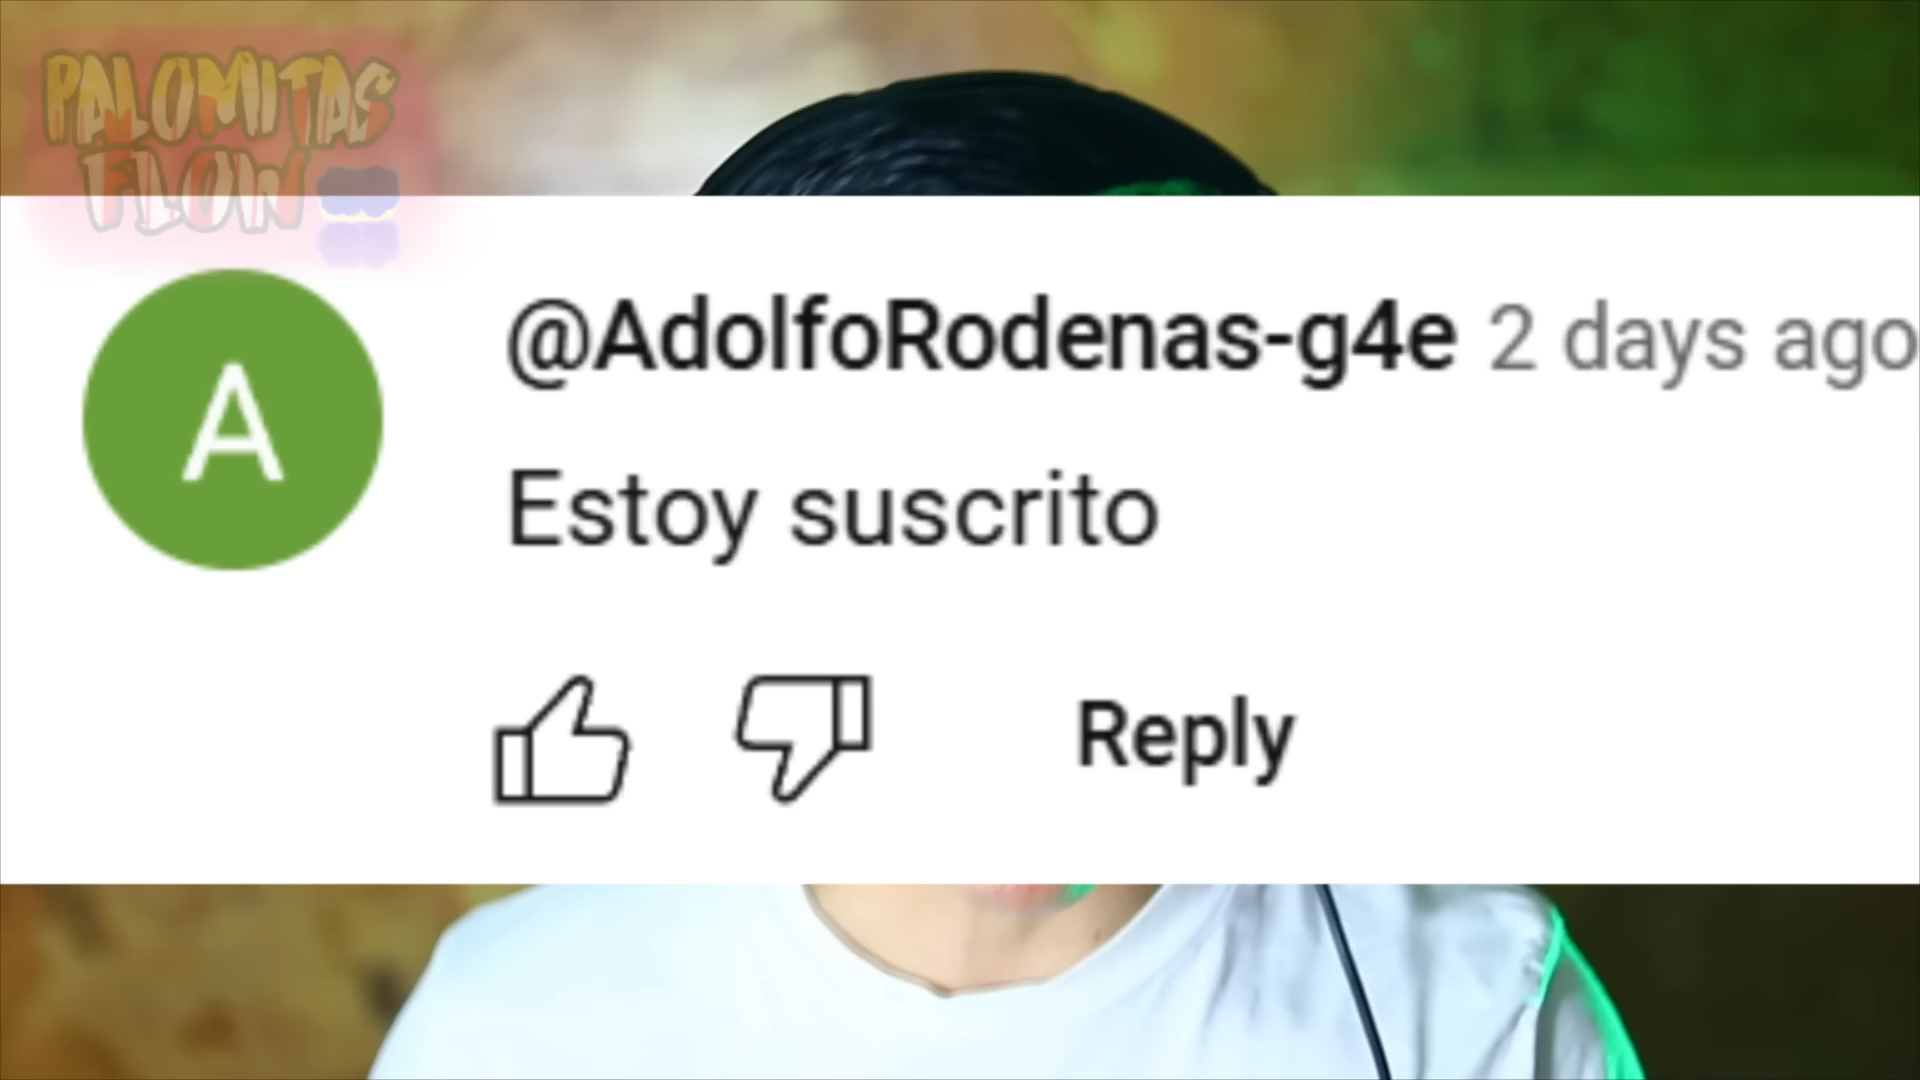 PALOMITAS
FLOW
@AdolfoRodenas-g4e 2 days ago
A
Estoy suscrito
Reply